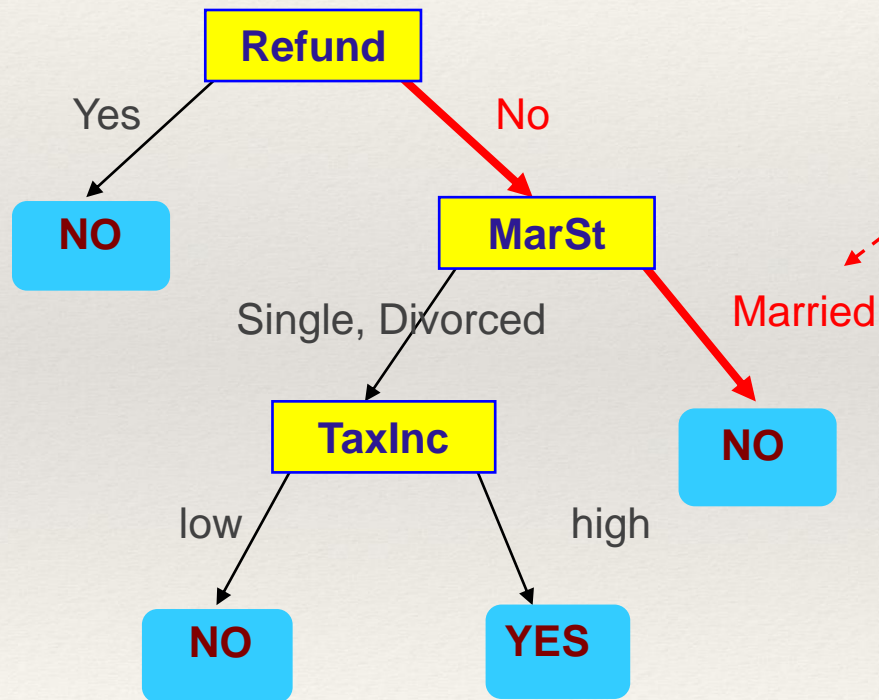 Refund
Yes
No
NO
MarSt
Single, Divorced
Married
TaxInc
NO
low
high
NO
YES